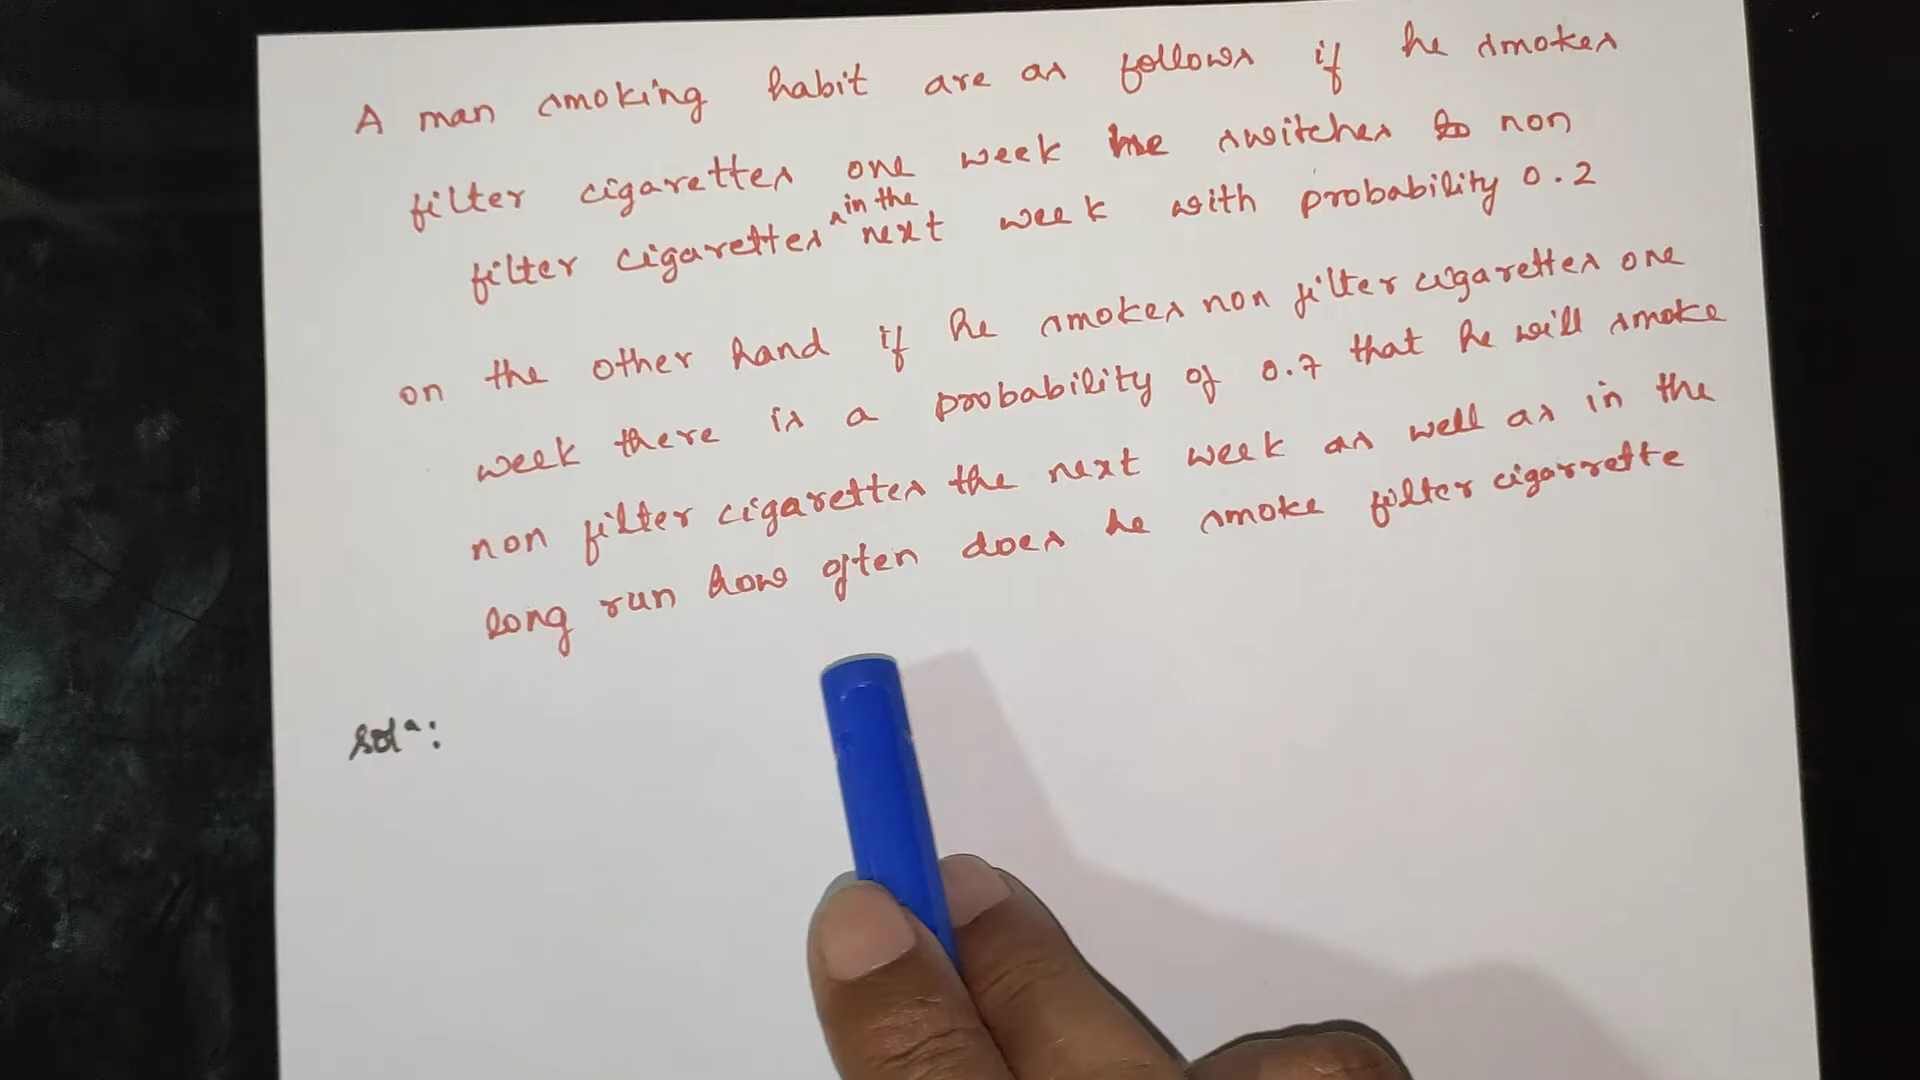 A man smoking habit are as follows if he smokes
filter cigarettes one week he switches to non
filter cigarettes in the next week with probability 0.2
on the other hand if he smokes non filter cigarettes one
week there is a probability of 0.7 that he will smoke
non filter cigarettes the next week as well as in the
long run how often does he smoke filter cigarrette
Soln: